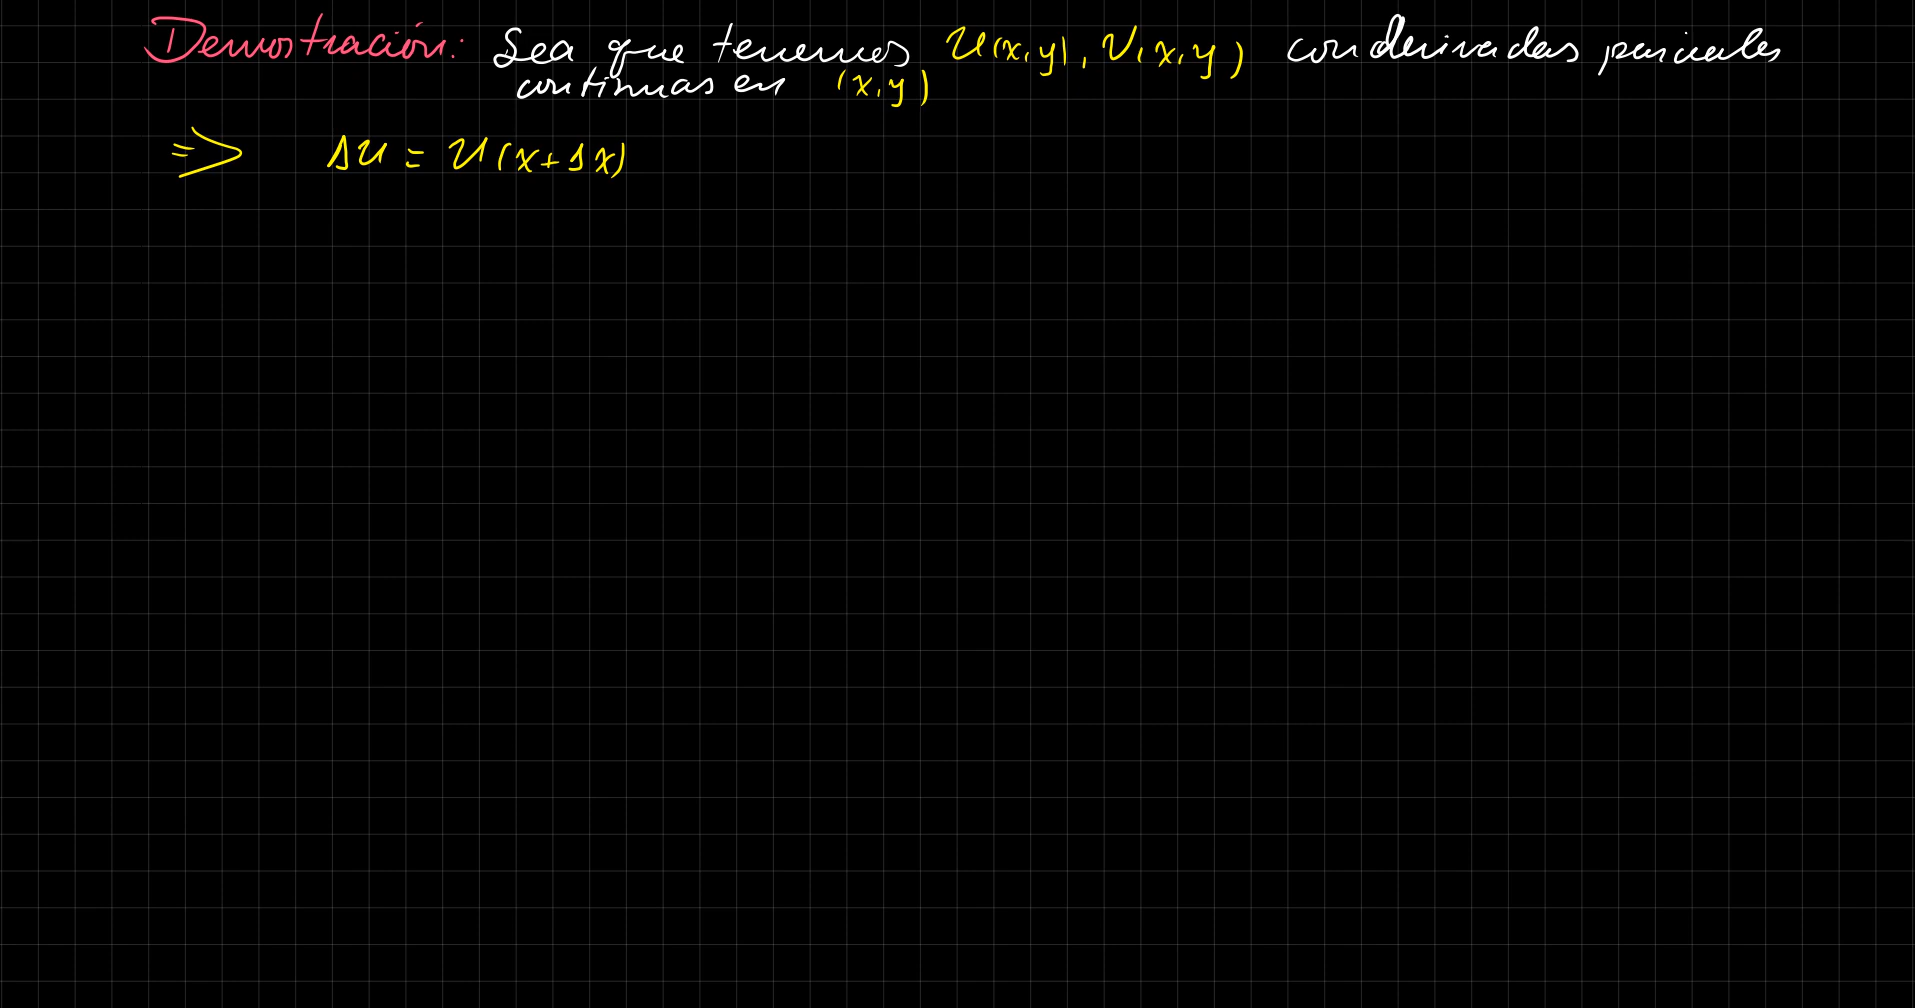 Demostración: Sea que tenemos U(x,y), V(x,y) con derivadas parciales
continuas en (x,y)
=> ΔU = U(x+Δx)